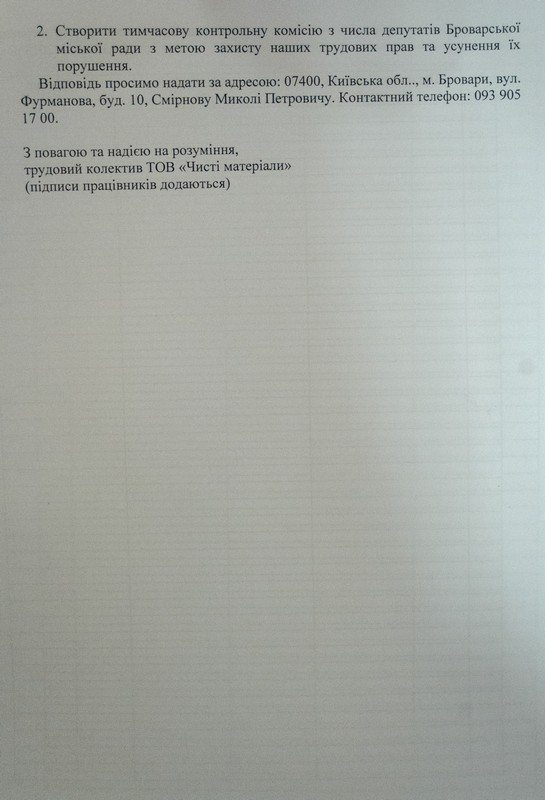 2. Створити тимчасову контрольну комісію з числа депутатів Броварської
міської ради з метою захисту наших трудових прав та усунення їх
порушення.
Відповідь просимо надати за адресою: 07400, Київська обл.., м. Бровари, вул.
Фурманова, буд. 10, Смірнову Миколі Петровичу. Контактний телефон: 093 905
17 00.
З повагою та надією на розуміння,
трудовий колектив ТОВ «Чисті матеріали»
(підписи працівників додаються)